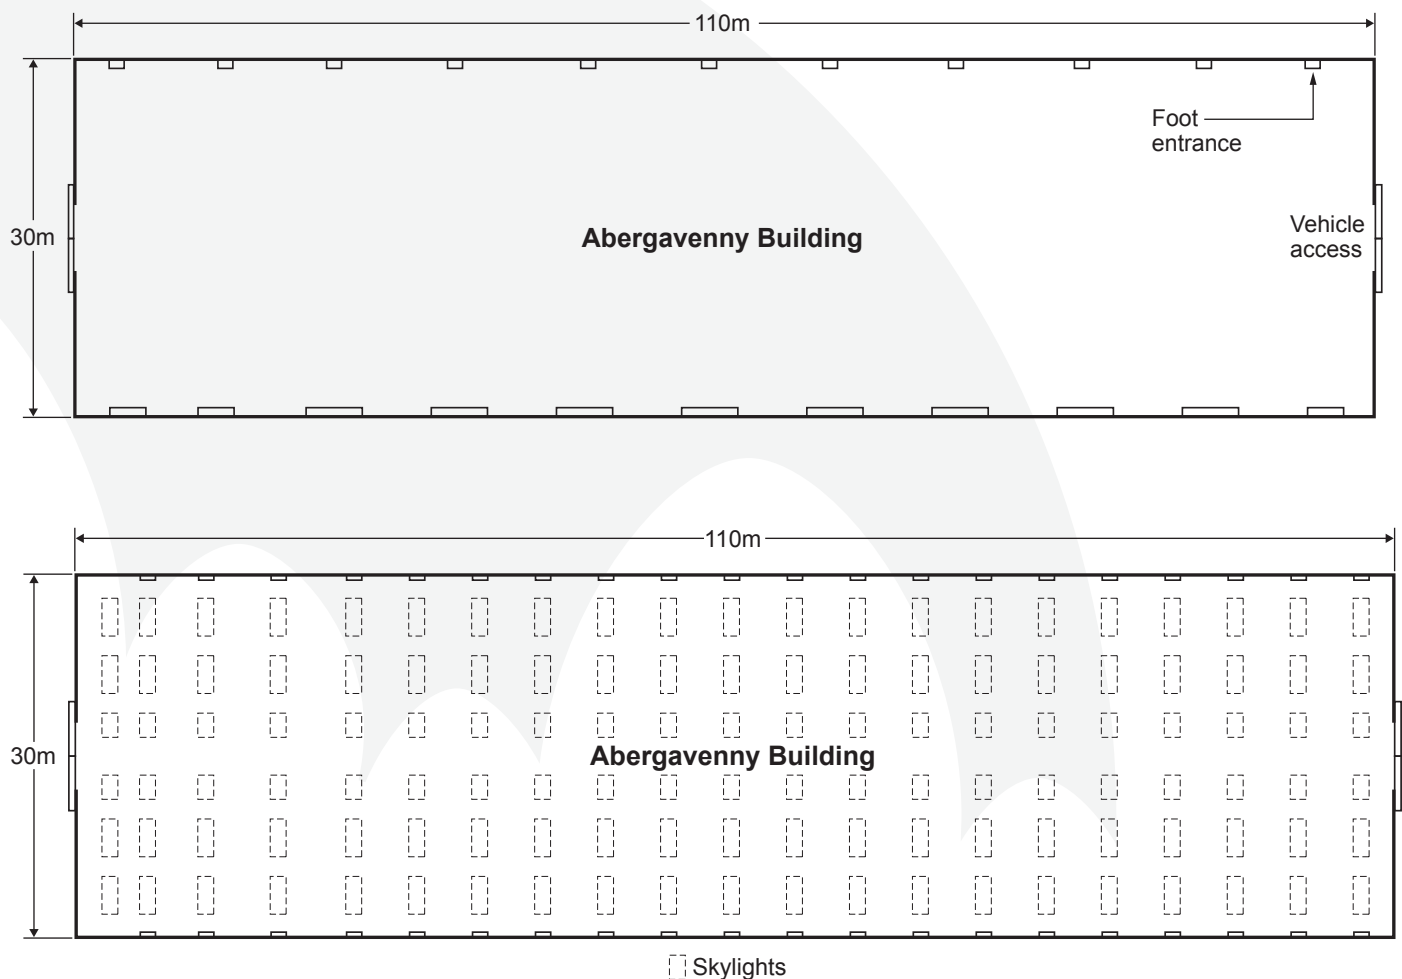 110m
Foot
entrance
30m
Abergavenny Building
Vehicle
access
110m
30m
Abergavenny Building
Skylights